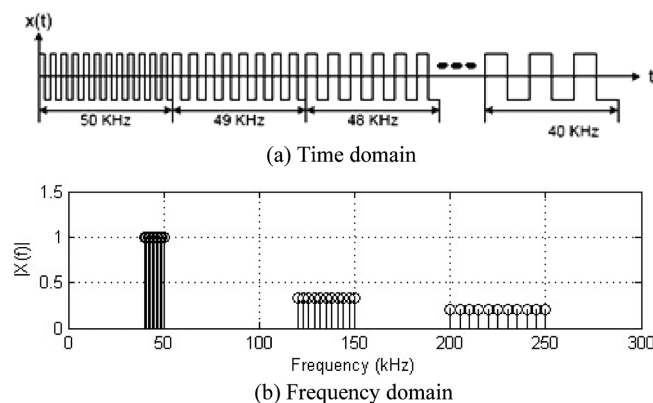 x(t)
t
50 KHz
49 KHz
48 KHz
40 KHz
(a) Time domain
|X(f)|
1.5
1
0.5
0
0
50
100
150
200
250
300
Frequency (kHz)
(b) Frequency domain